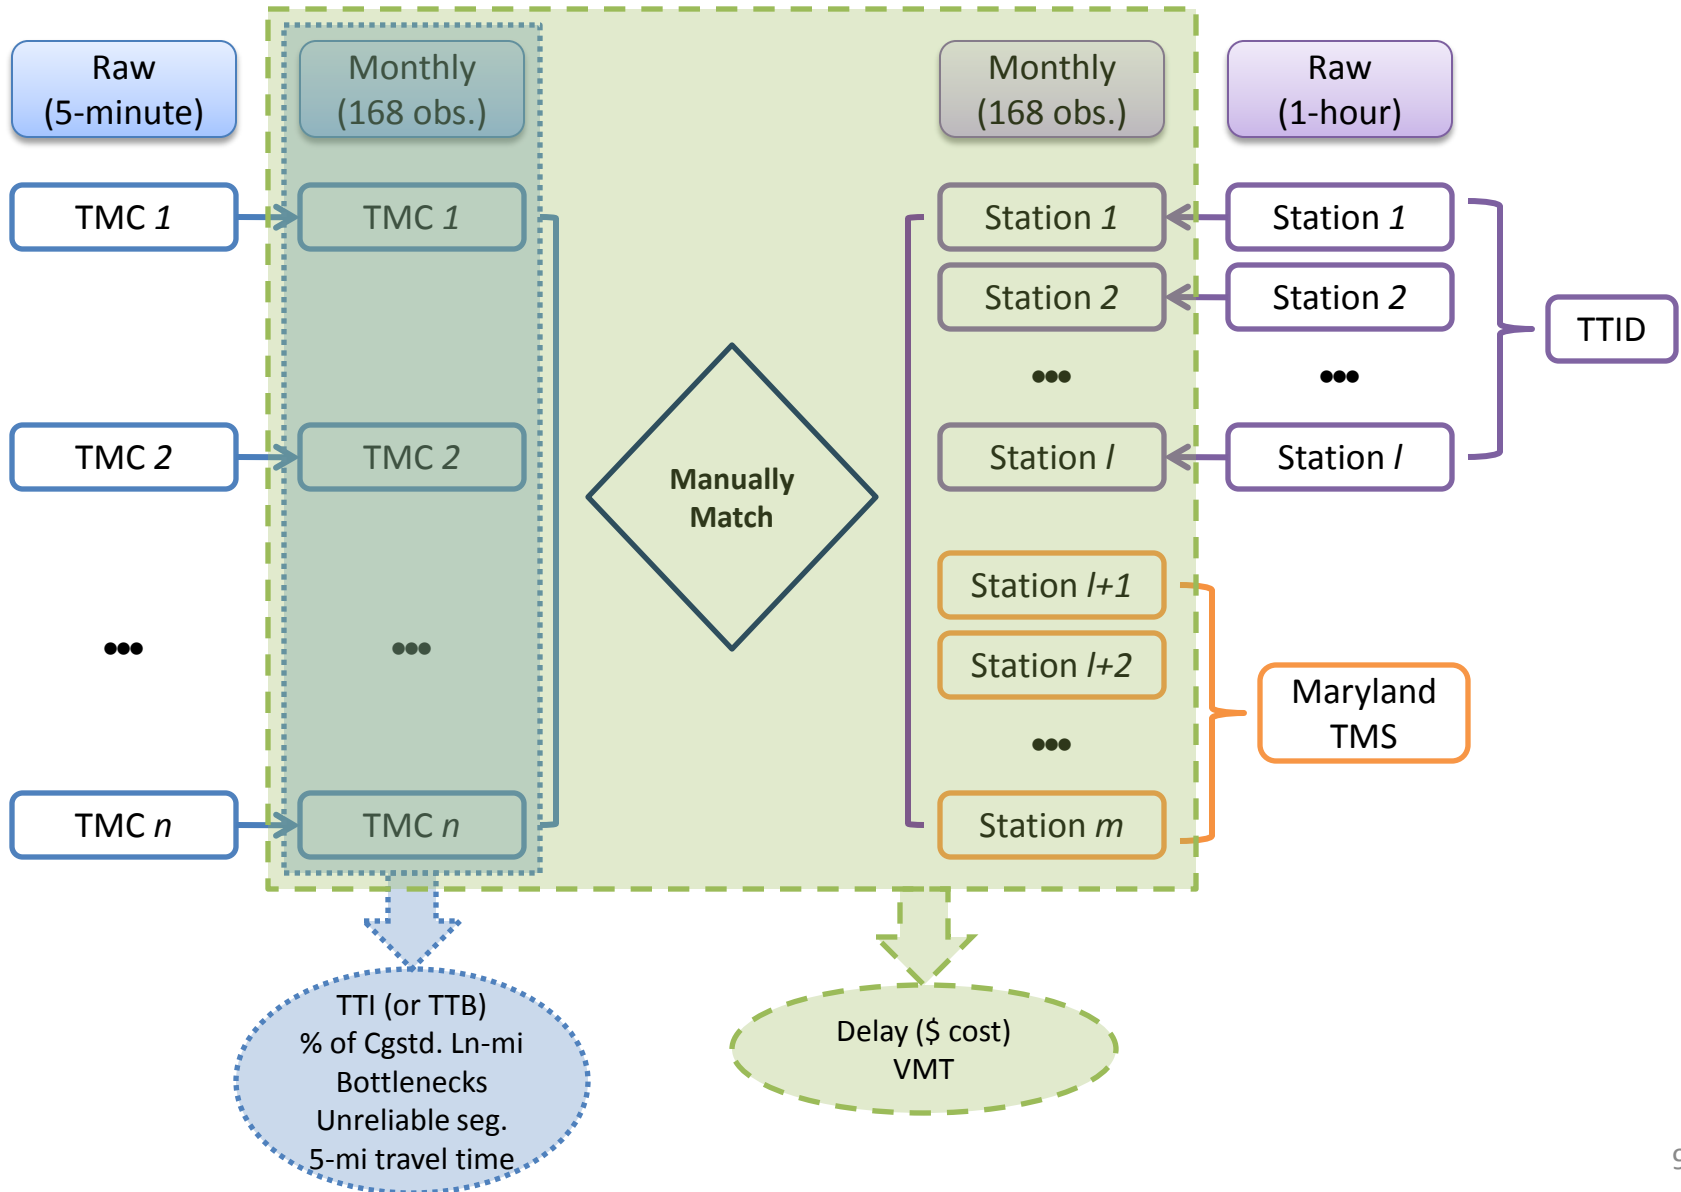 Raw
(5-minute)
Monthly
(168 obs.)
Monthly
(168 obs.)
Raw
(1-hour)
TMC 1
TMC 1
Station 1
Station 1
Station 2
Station 2
TTID
•••
•••
TMC 2
TMC 2
Station l
Station l
Manually
Match
Station l+1
•••
•••
Station l+2
Maryland
TMS
•••
TMC n
TMC n
Station m
TTI (or TTB)
% of Cgstd. Ln-mi
Bottlenecks
Unreliable seg.
5-mi travel time
Delay ($ cost)
VMT
9